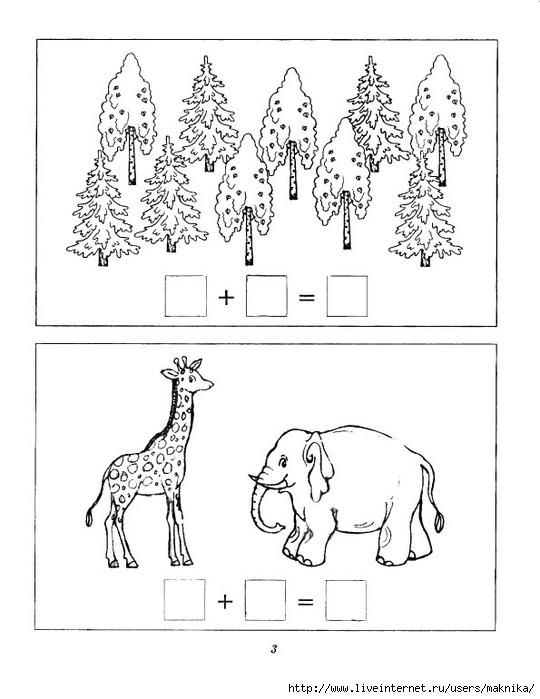 + =
+ =
3
http://www.liveinternet.ru/users/maknika/